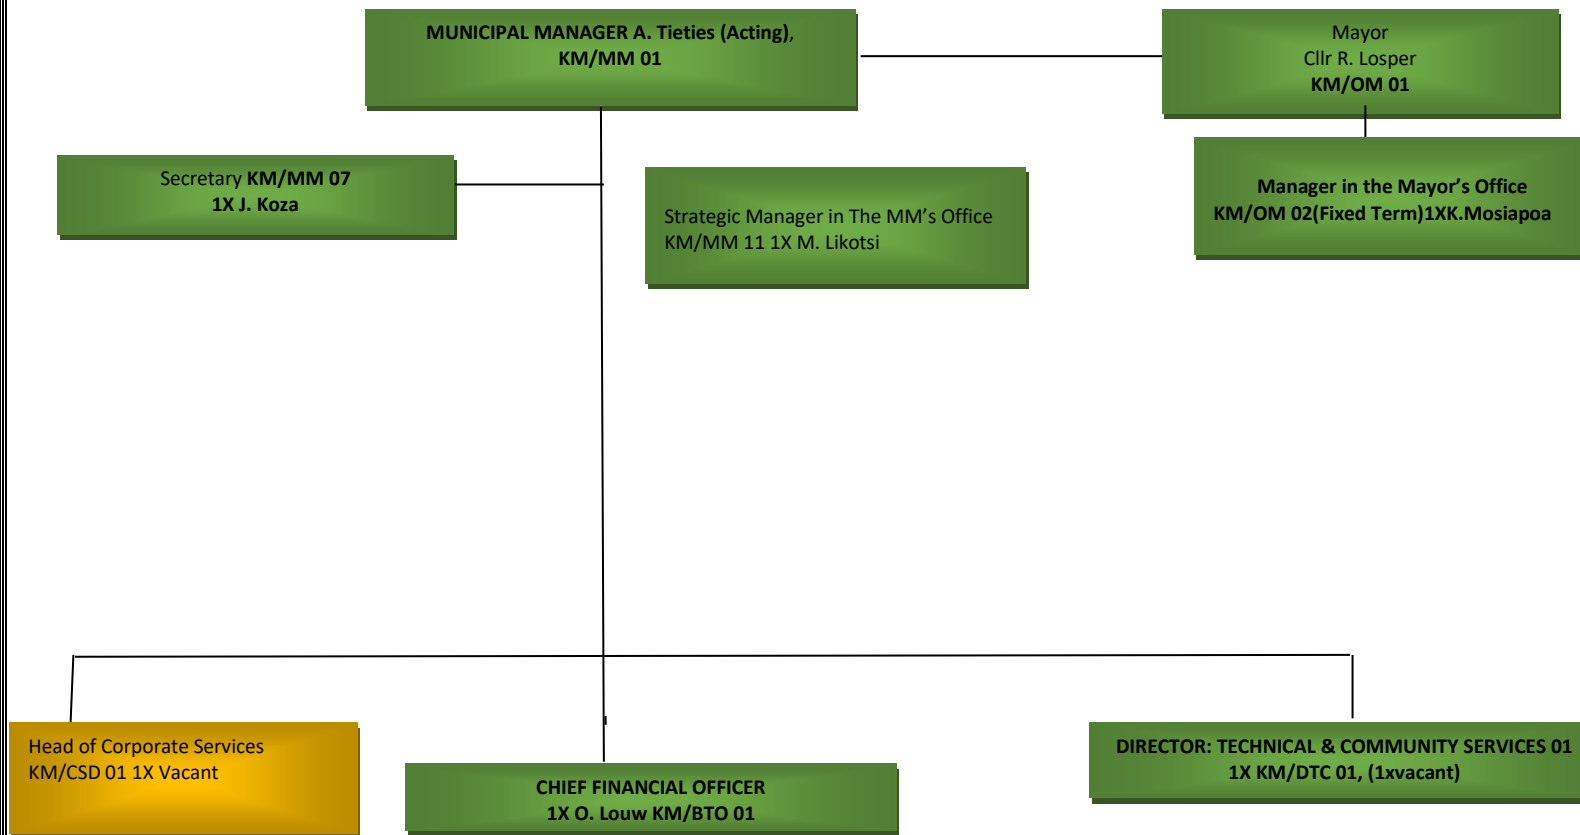 MUNICIPAL MANAGER A. Tieties (Acting),
KM/MM 01
Mayor
Cllr R. Losper
KM/OM 01
Secretary KM/MM 07
1X J. Koza
Strategic Manager in The MM’s Office
KM/MM 11 1X M. Likotsi
Manager in the Mayor’s Office
KM/OM 02(Fixed Term)1XK.Mosiapoa
Head of Corporate Services
KM/CSD 01 1X Vacant
CHIEF FINANCIAL OFFICER
1X O. Louw KM/BTO 01
DIRECTOR: TECHNICAL & COMMUNITY SERVICES 01
1X KM/DTC 01, (1xvacant)